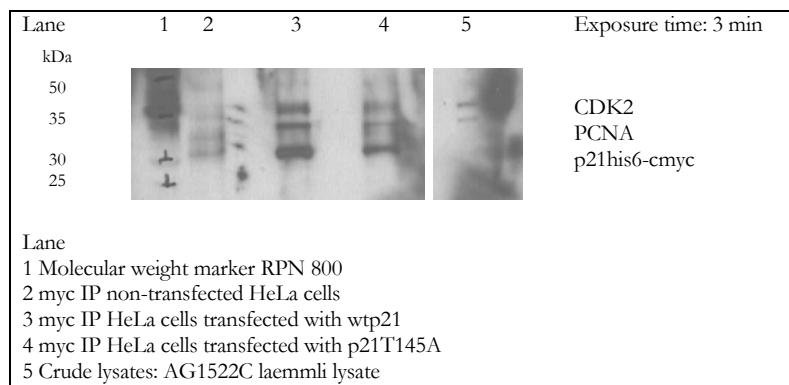 Lane 1 2 3 4 5 Exposure time: 3 min
kDa
50
35
30
25
CDK2
PCNA
p21his6-cmyc
Lane
1 Molecular weight marker RPN 800
2 myc IP non-transfected HeLa cells
3 myc IP HeLa cells transfected with wtp21
4 myc IP HeLa cells transfected with p21T145A
5 Crude lysates: AG1522C laemmli lysate